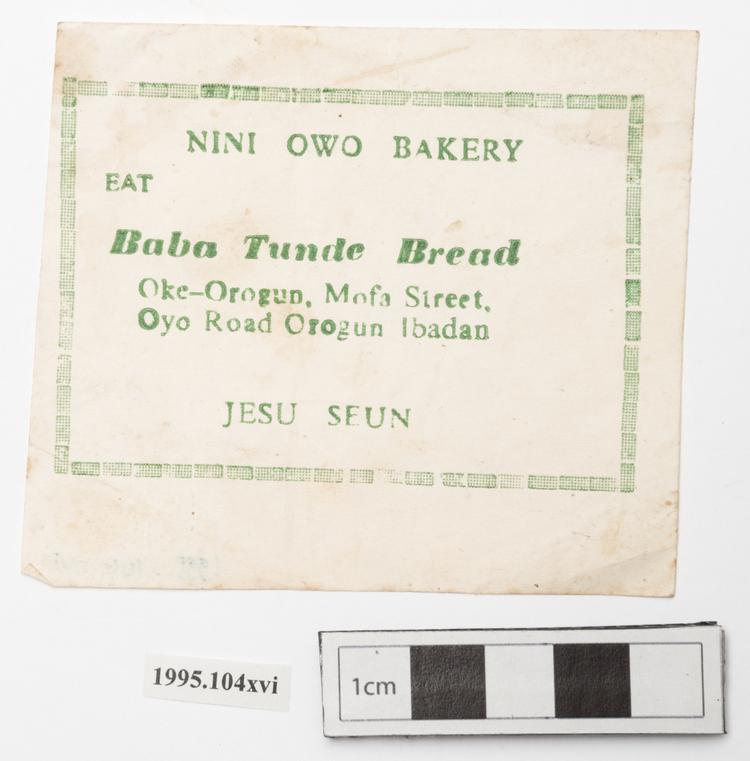 NINI OWO BAKERY
EAT
Baba Tunde Bread
Oke-Orogun, Mofa Street,
Oyo Road Orogun Ibadan
JESU SEUN
1995.104xvi
1cm